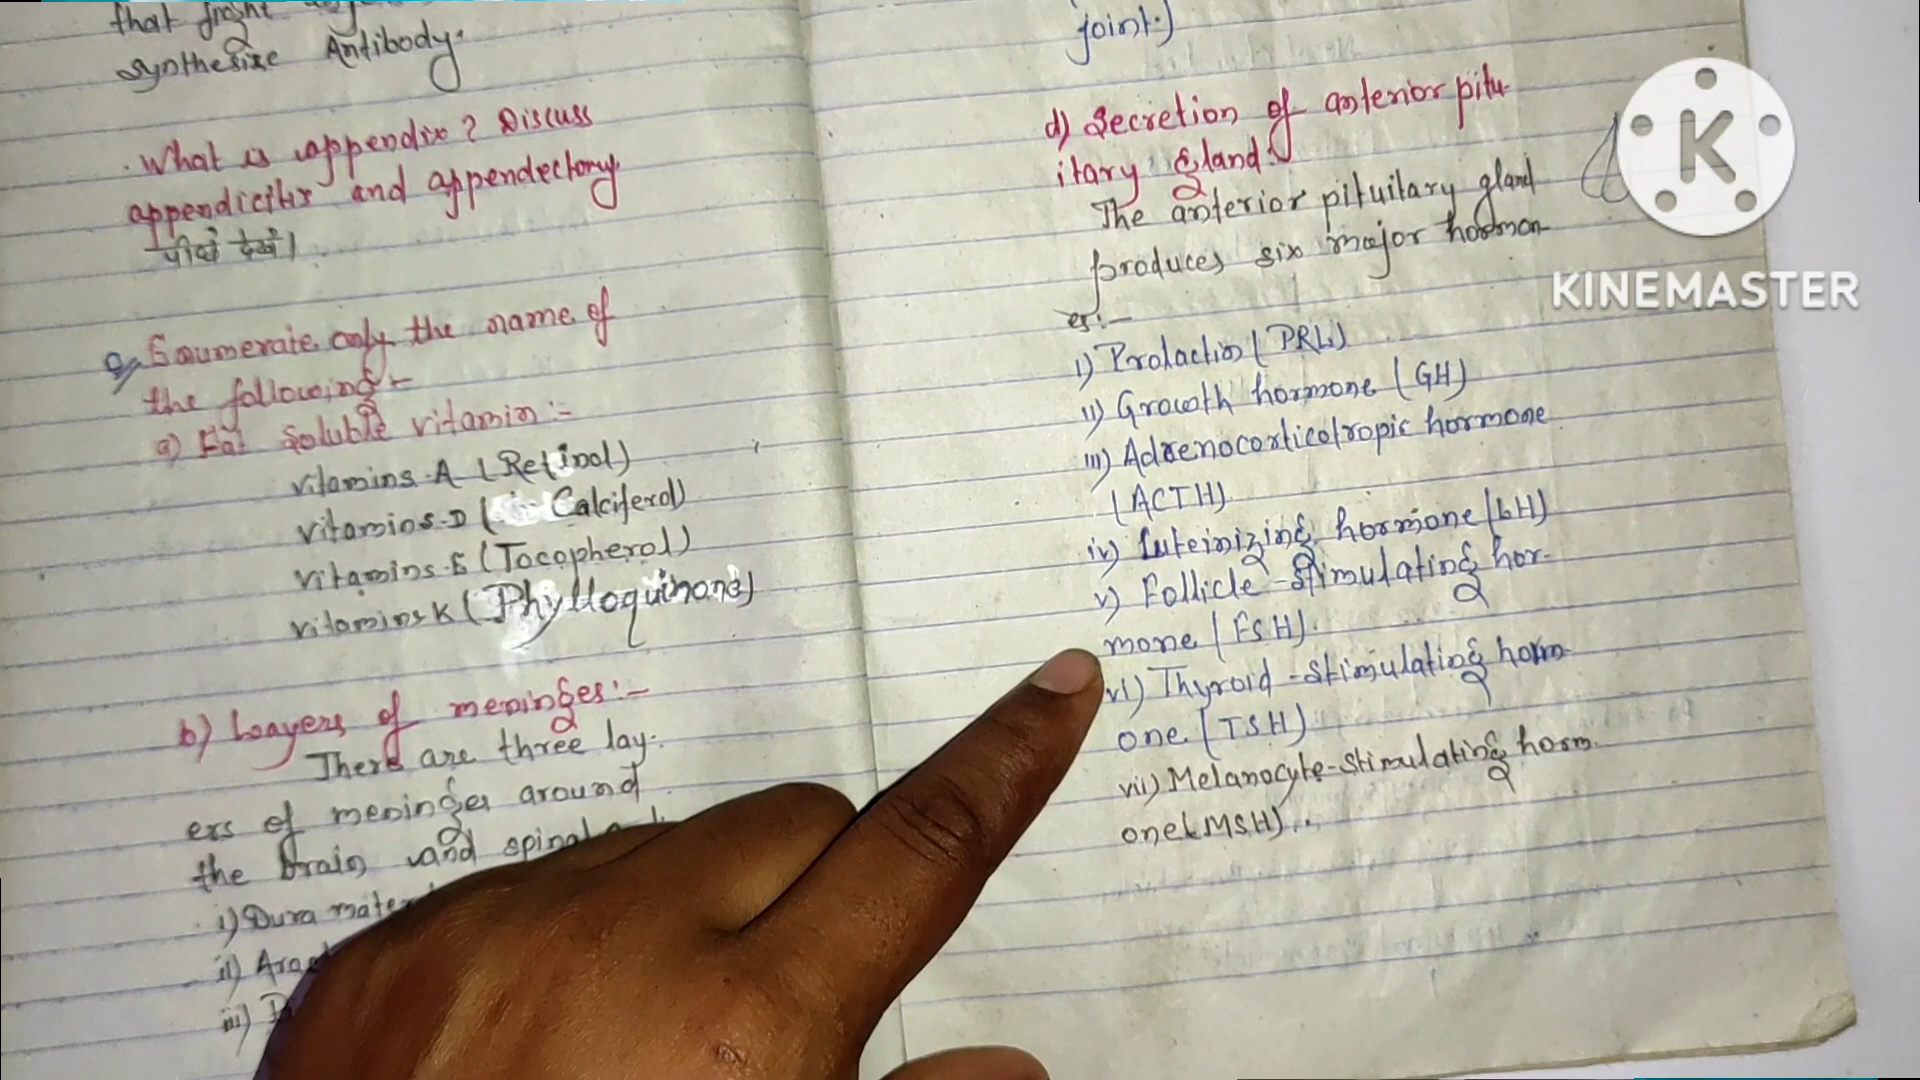 that fight
synthesize Antibody.
. What is appendix? Discuss
appendicitis and appendectomy
पीछे देखें।
Q, Enumerate only the name of
the following :-
a) Fat soluble vitamin :-
vitamins. A (Retinol)
vitamins. D ( Calciferol)
vitamins. E (Tocopherol)
vitamins K ( Phylloquinone)
b) Layers of meninges :-
There are three lay-
ers of meninges around
the brain and spinal
i) Dura mater
ii)
iii)
joint.)
d) Secretion of anterior pitu-
itary gland :
The anterior pituitary gland
produces six major hormon-
es :-
i) Prolactin ( PRL)
ii) Growth hormone (GH)
iii) Adrenocorticotropic hormone
(ACTH)
iv) Luteinizing hormone (LH)
v) Follicle - stimulating hor-
mone (FSH).
vi) Thyroid - stimulating horm-
one (TSH)
vii) Melanocyte - stimulating horm
one (MSH) ..
K
KINEMASTER